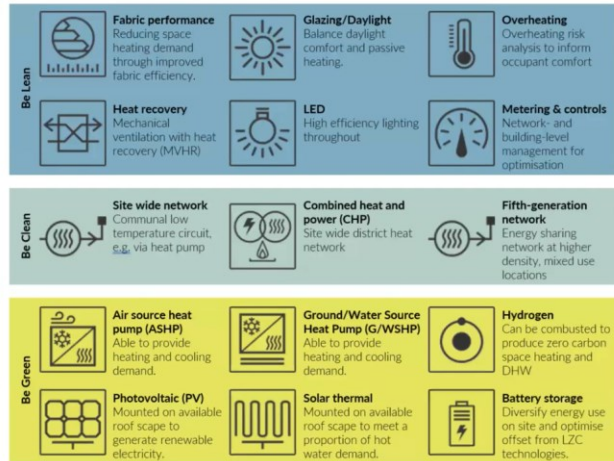 Be Lean
Fabric performance
Reducing space
heating demand
through improved
fabric efficiency.
Glazing/Daylight
Balance daylight
comfort and passive
heating.
Overheating
Overheating risk
analysis to inform
occupant comfort
Heat recovery
Mechanical
ventilation with heat
recovery (MVHR)
LED
High efficiency lighting
throughout
Metering & controls
Network- and
building-level
management for
optimisation
Be Clean
Site wide network
Communal low
temperature circuit,
e.g. via heat pump
Combined heat and
power (CHP)
Site wide district heat
network
Fifth-generation
network
Energy sharing
network at higher
density, mixed use
locations
Be Green
Air source heat
pump (ASHP)
Able to provide
heating and cooling
demand.
Ground/Water Source
Heat Pump (G/WSHP)
Able to provide
heating and cooling
demand.
Hydrogen
Can be combusted to
produce zero carbon
space heating and
DHW
Photovoltaic (PV)
Mounted on available
roof scape to
generate renewable
electricity.
Solar thermal
Mounted on available
roof scape to meet a
proportion of hot
water demand.
Battery storage
Diversify energy use
on site and optimise
offset from LZC
technologies.